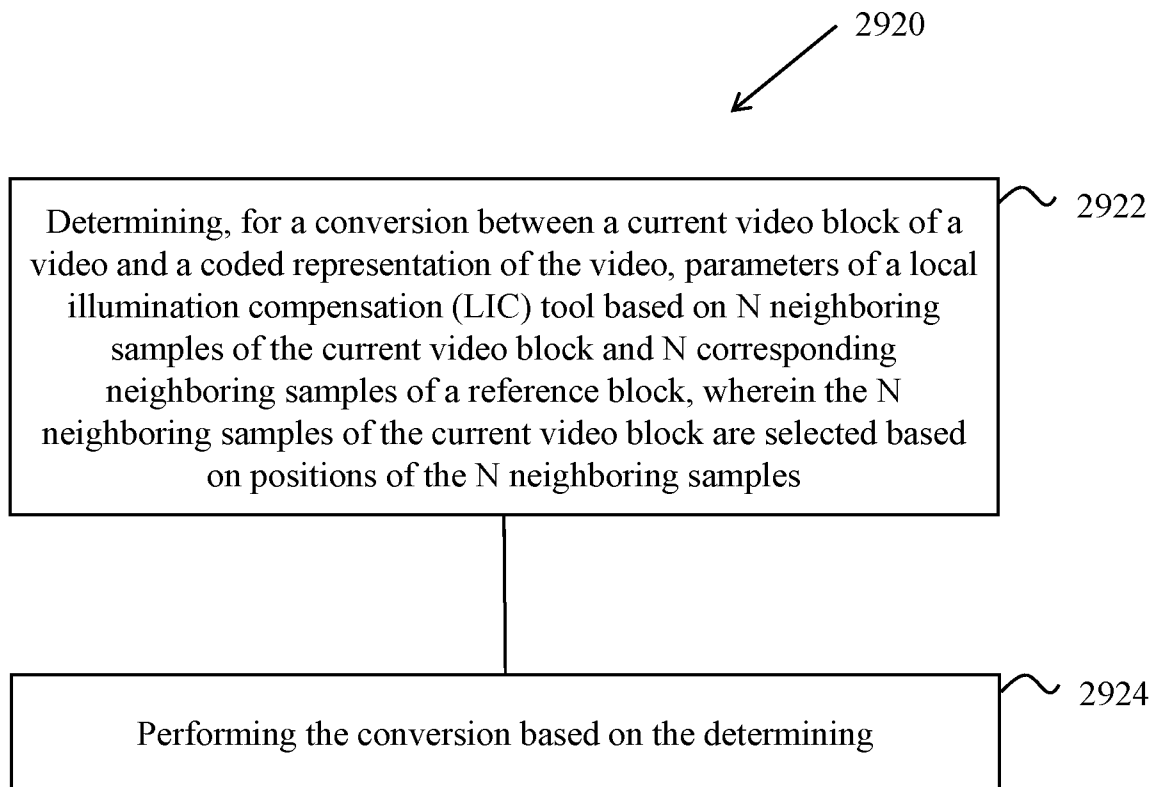 2920
2922
Determining, for a conversion between a current video block of a
video and a coded representation of the video, parameters of a local
illumination compensation (LIC) tool based on N neighboring
samples of the current video block and N corresponding
neighboring samples of a reference block, wherein the N
neighboring samples of the current video block are selected based
on positions of the N neighboring samples
2924
Performing the conversion based on the determining